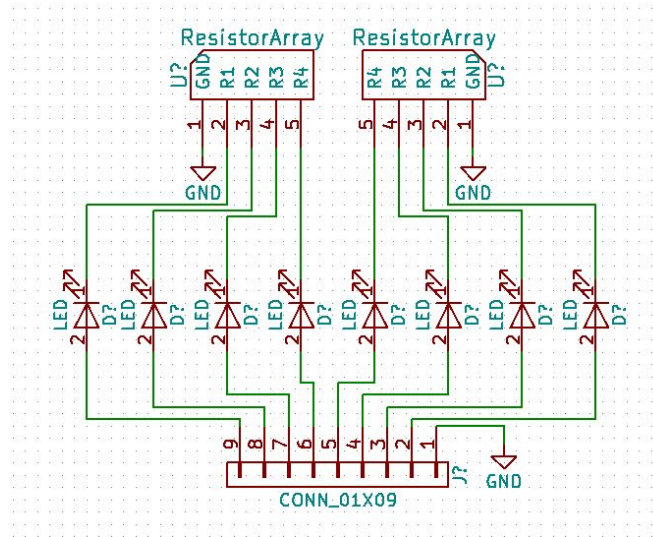 ResistorArray ResistorArray
U? GND R1 R2 R3 R4 R4 R3 R2 R1 GND U?
1 2 3 4 5 5 4 3 2 1
GND GND
LED 1 2 D? LED 1 2 D? LED 1 2 D? LED 1 2 D? LED 1 2 D? LED 1 2 D? LED 1 2 D? LED 1 2 D?
9 8 7 6 5 4 3 2 1
J? GND
CONN_01X09